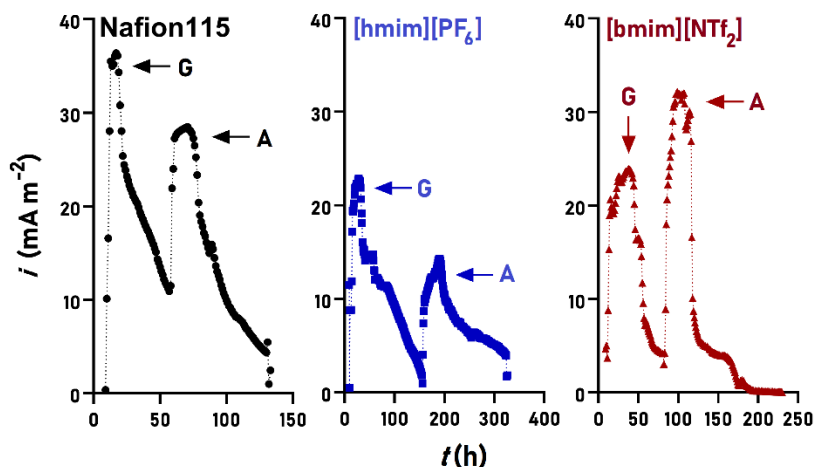 Nafion115 [hmim][PF6] [bmim][NTf2]
40 40 40
G G
30 30 30
A A
20 20 20
G
10 10 10
A
0 0 0
0 50 100 150 0 100 200 300 400 0 50 100 150 200 250
i (mA m−2)
t (h)